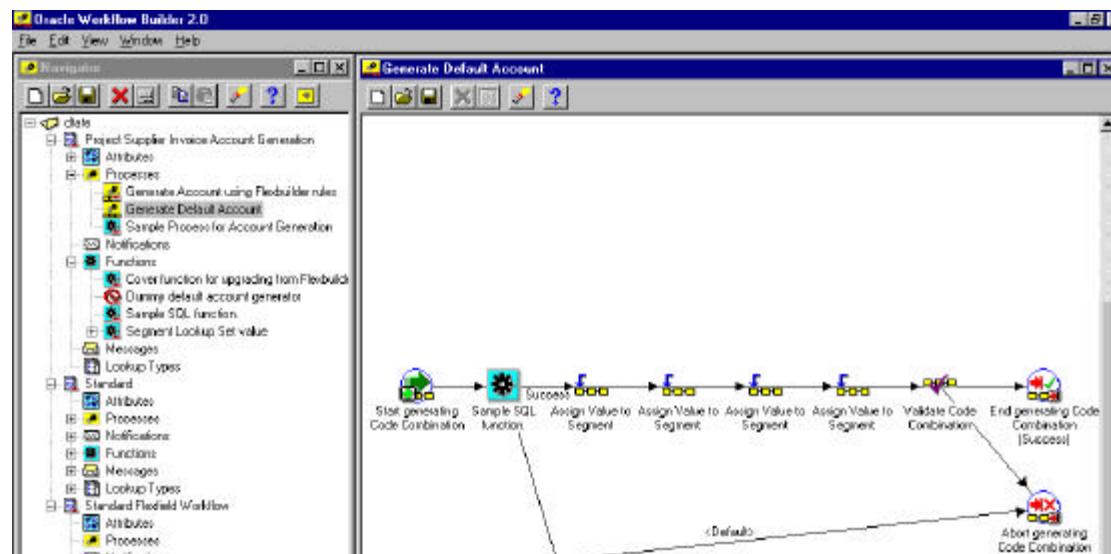 Oracle Workflow Builder 2.0
File Edit View Window Help
Navigator
Generate Default Account
Project Supplier Invoice Account Generation
Attributes
Processes
Generate Account using Flexbuilder rules
Generate Default Account
Sample Process for Account Generation
Notifications
Functions
Cover function for upgrading from Flexbuild
Dummy default account generator
Sample SQL function.
Segment Lookup Set value
Messages
Lookup Types
Standard
Attributes
Processes
Notifications
Functions
Messages
Lookup Types
Standard Flexfield Workflow
Attributes
Processes
Success
Start generating
Code Combination
Sample SQL
function.
Assign Value to
Segment
Assign Value to
Segment
Assign Value to
Segment
Assign Value to
Segment
Validate Code
Combination
End generating Code
Combination
(Success)
<Default>
Abort generating
Code Combination